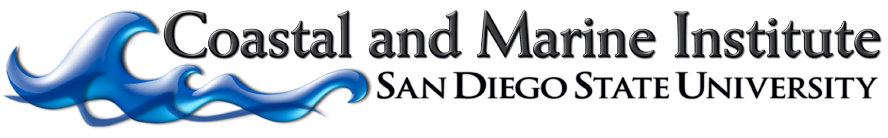 Coastal and Marine Institute
San Diego State University